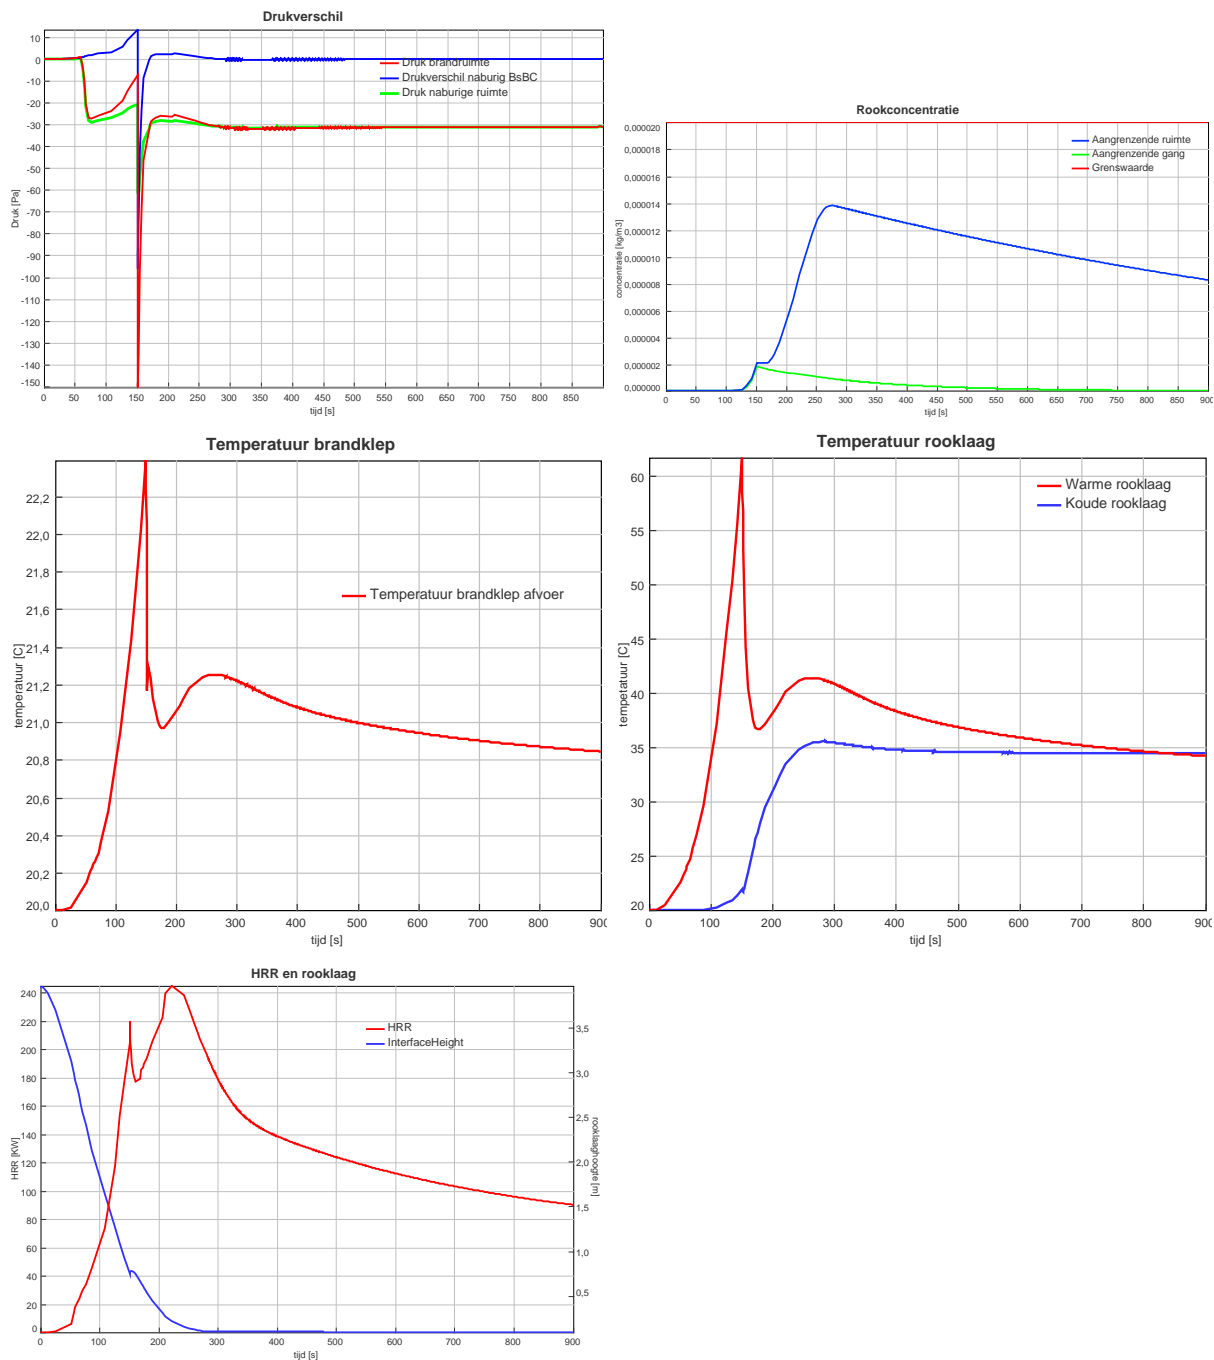 Drukverschil
10
0
-10
-20
-30
-40
-50
-60
-70
-80
-90
-100
-110
-120
-130
-140
-150
Druk [Pa]
Druk brandruimte
Drukverschil naburig BsBC
Druk naburige ruimte
0 50 100 150 200 250 300 350 400 450 500 550 600 650 700 750 800 850
tijd [s]
Rookconcentratie
0,000020
0,000018
0,000016
0,000014
0,000012
0,000010
0,000008
0,000006
0,000004
0,000002
0,000000
concentratie [kg/m3]
Aangrenzende ruimte
Aangrenzende gang
Grenswaarde
0 50 100 150 200 250 300 350 400 450 500 550 600 650 700 750 800 850 900
tijd [s]
Temperatuur brandklep
22,2
22,0
21,8
21,6
21,4
21,2
21,0
20,8
20,6
20,4
20,2
20,0
temperatuur [C]
Temperatuur brandklep afvoer
0 100 200 300 400 500 600 700 800 900
tijd [s]
Temperatuur rooklaag
60
55
50
45
40
35
30
25
20
tempetatuur [C]
Warme rooklaag
Koude rooklaag
0 100 200 300 400 500 600 700 800 900
tijd [s]
HRR en rooklaag
240
220
200
180
160
140
120
100
80
60
40
20
0
HRR [KW]
HRR
InterfaceHeight
3,5
3,0
2,5
2,0
1,5
1,0
0,5
rooklaaghoogte [m]
0 100 200 300 400 500 600 700 800 900
tijd [s]